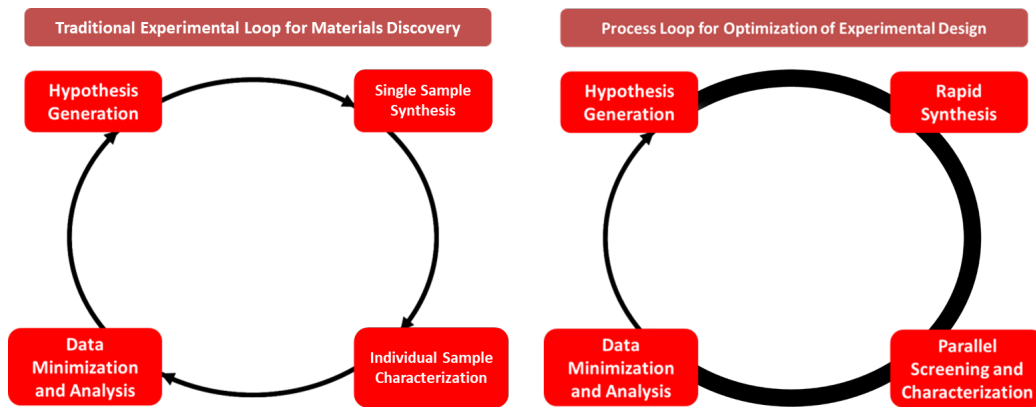 Traditional Experimental Loop for Materials Discovery
Hypothesis
Generation
Single Sample
Synthesis
Data
Minimization
and Analysis
Individual Sample
Characterization
Process Loop for Optimization of Experimental Design
Hypothesis
Generation
Rapid
Synthesis
Data
Minimization
and Analysis
Parallel
Screening and
Characterization